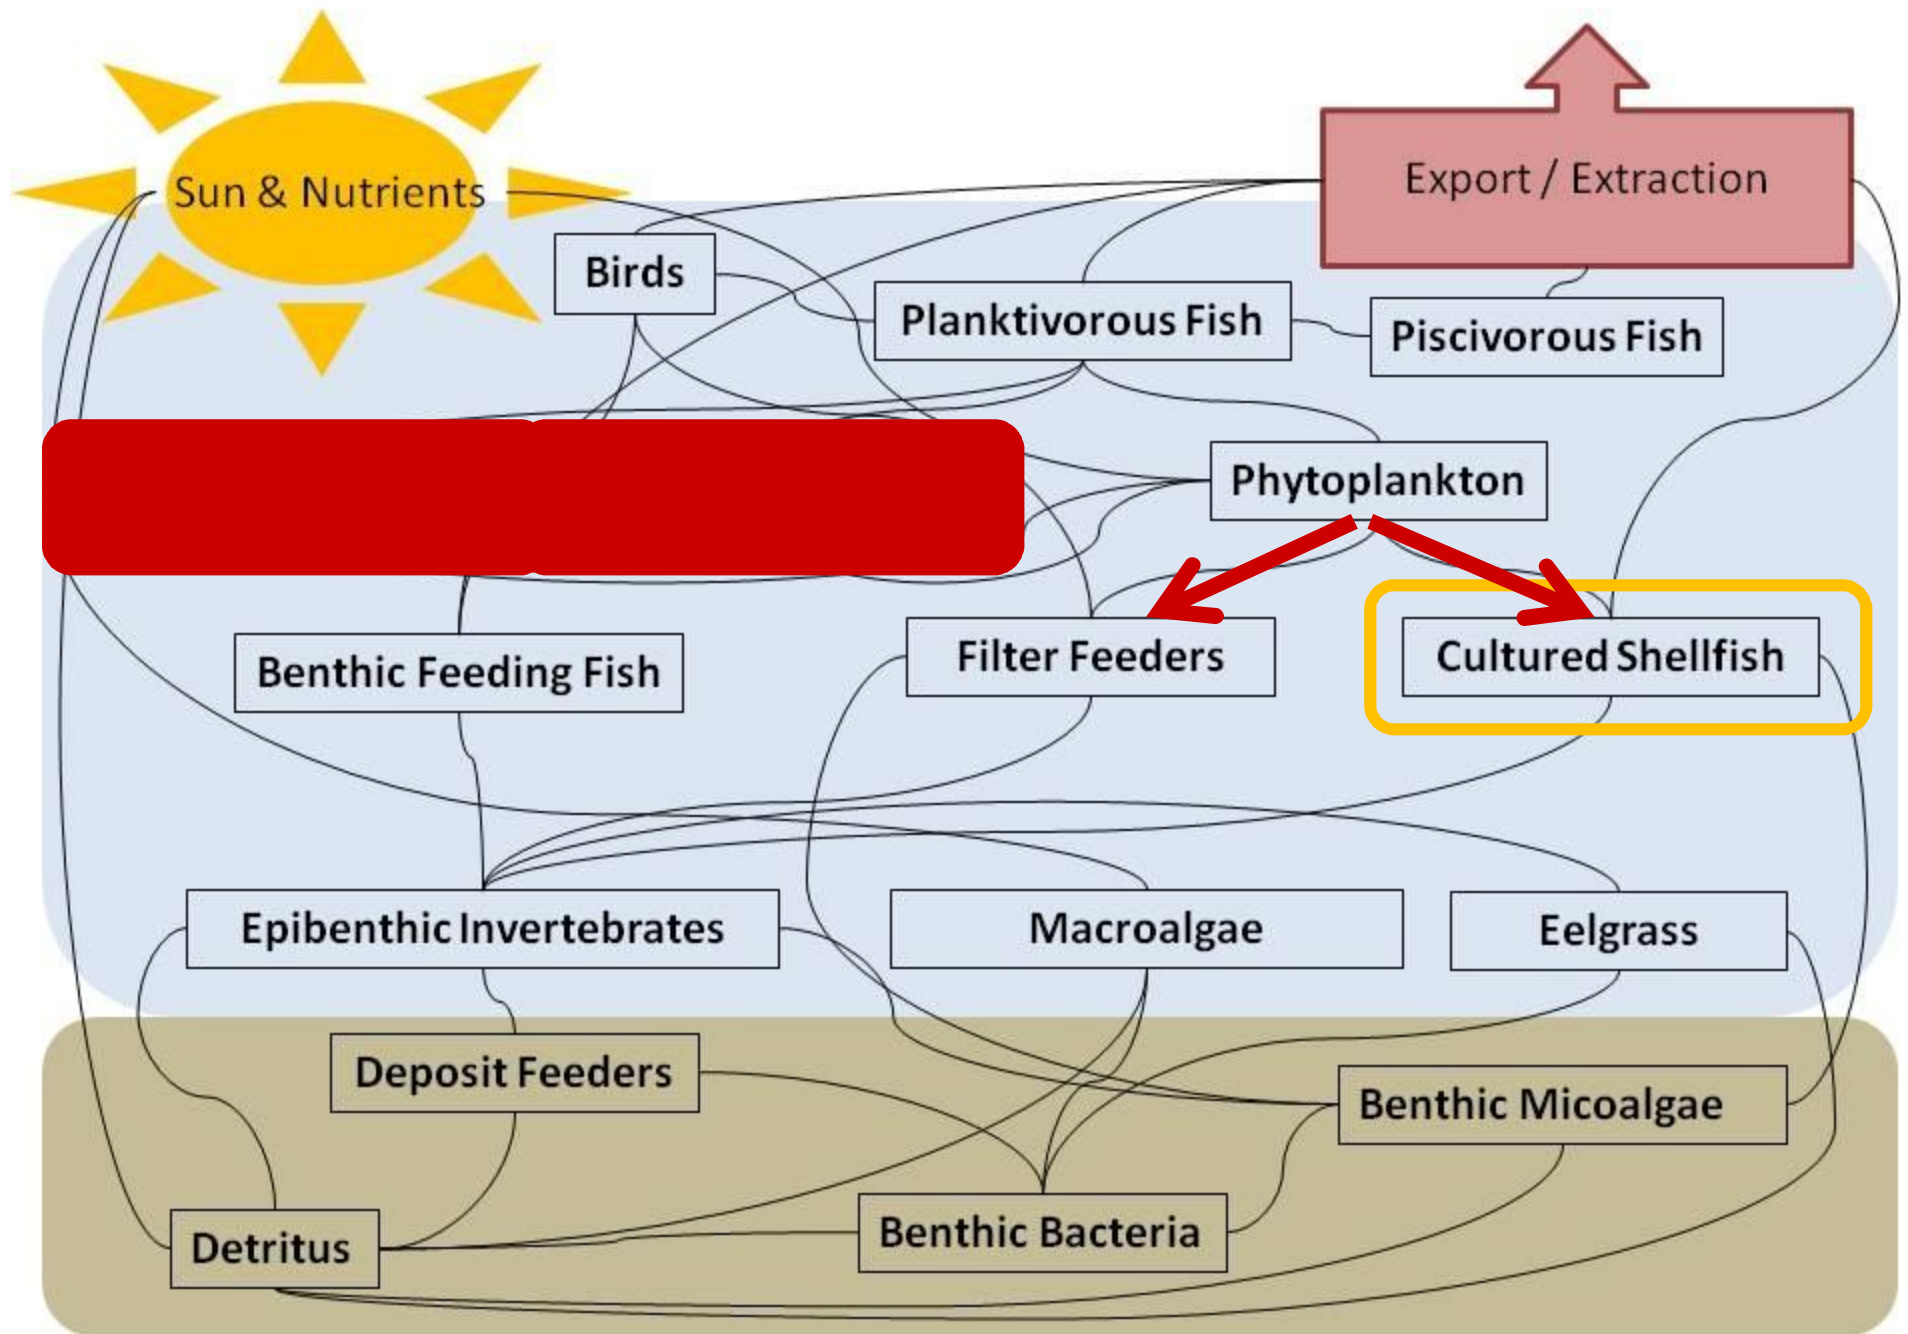 Sun & Nutrients
Export / Extraction
Birds
Planktivorous Fish
Piscivorous Fish
Phytoplankton
Benthic Feeding Fish
Filter Feeders
Cultured Shellfish
Epibenthic Invertebrates
Macroalgae
Eelgrass
Deposit Feeders
Benthic Micoalgae
Detritus
Benthic Bacteria